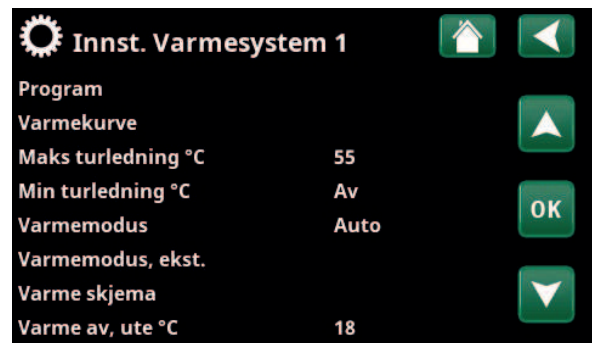 Innst. Varmesystem 1
Program
Varmekurve
Maks turledning °C 55
Min turledning °C Av
Varmemodus Auto
OK
Varmemodus, ekst.
Varme skjema
Varme av, ute °C 18